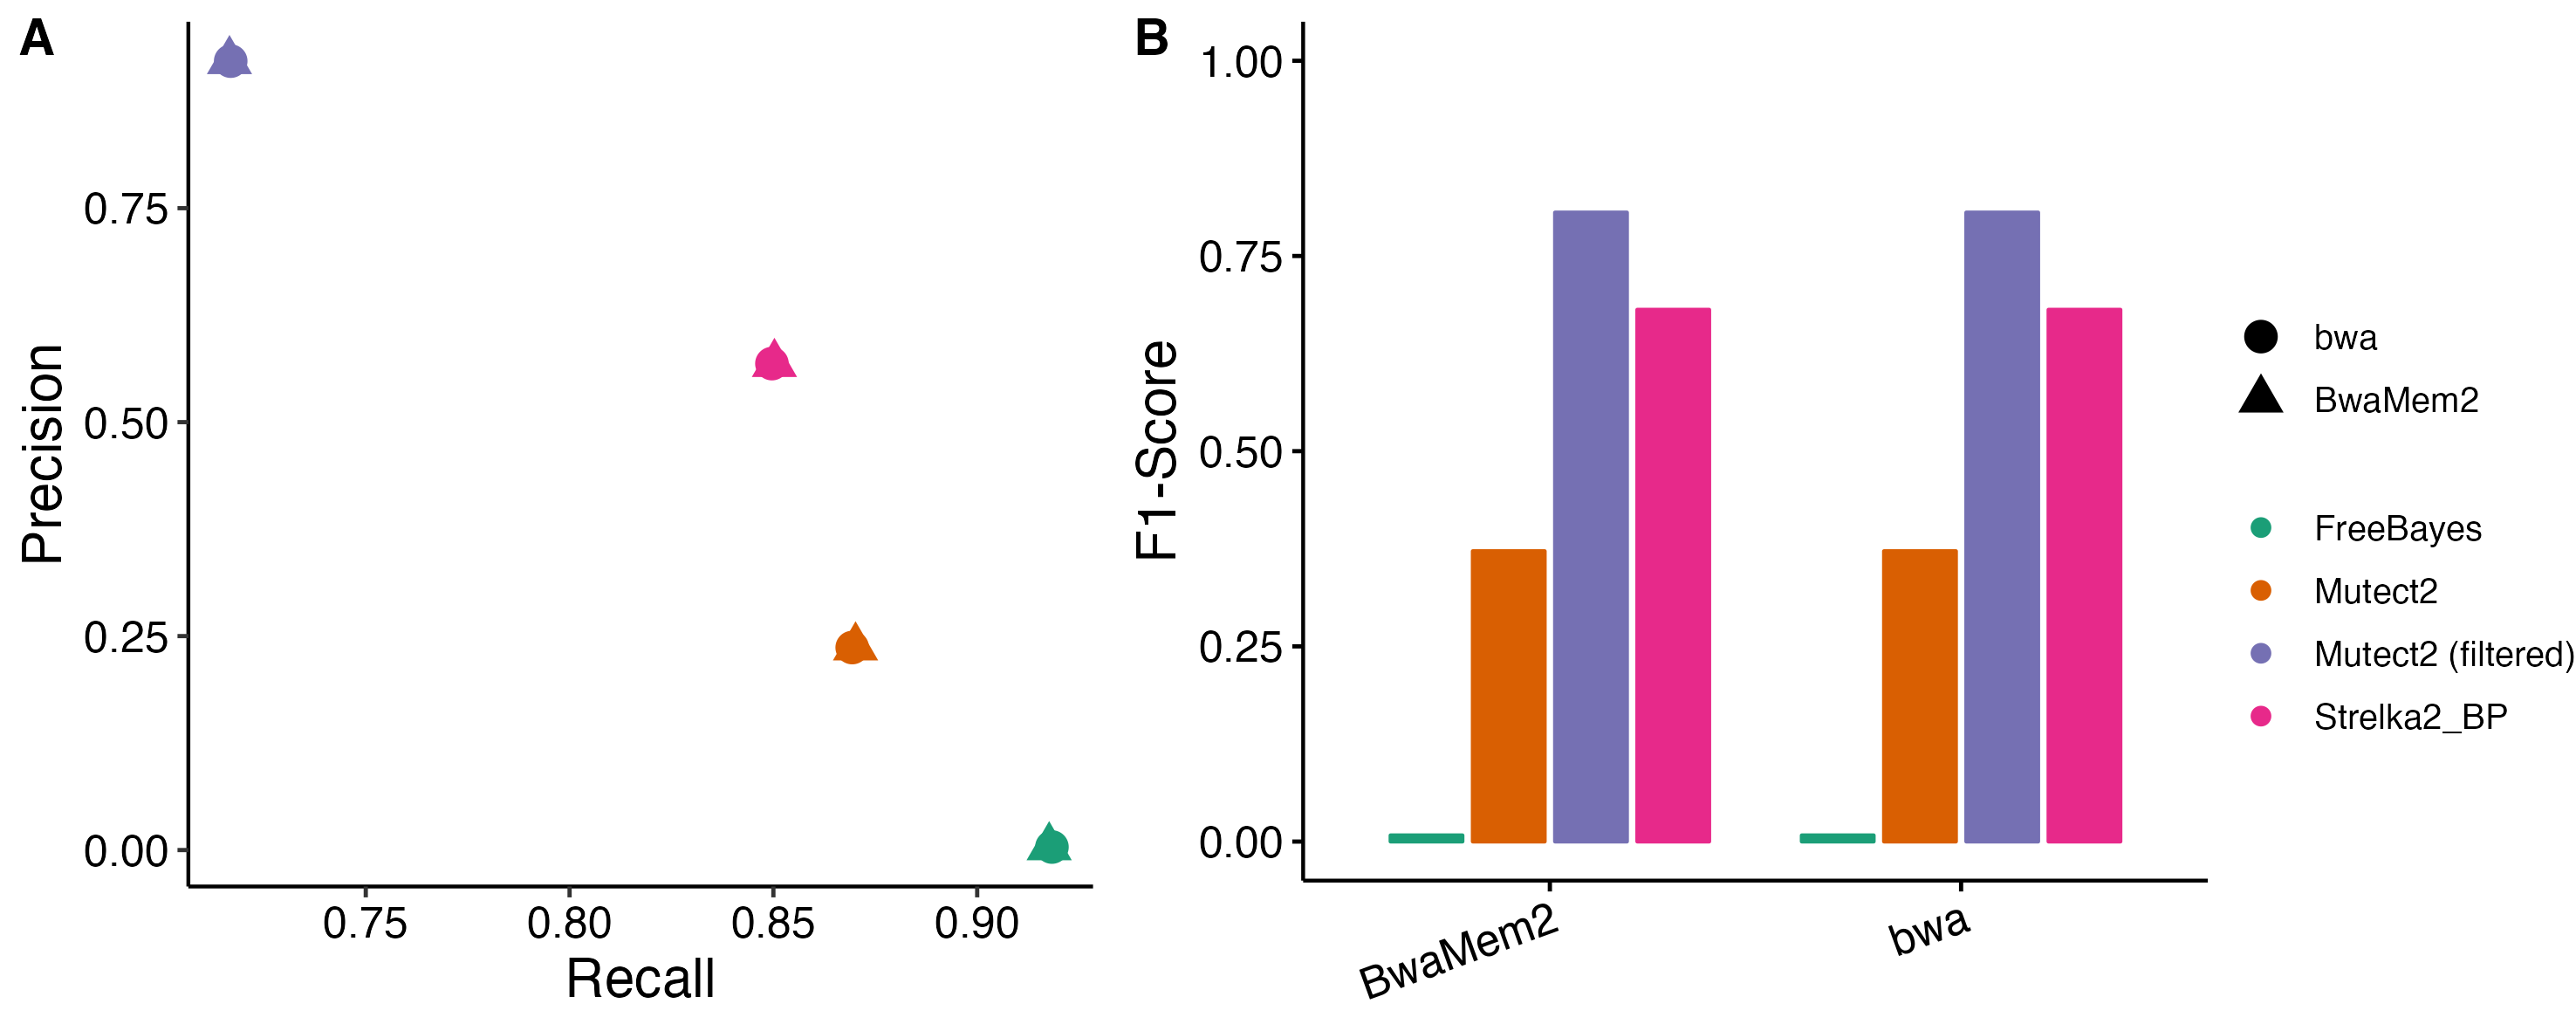 A
Precision
0.75
0.50
0.25
0.00
0.75 0.80 0.85 0.90
Recall
B
F1-Score
1.00
0.75
0.50
0.25
0.00
BwaMem2 bwa
bwa
BwaMem2
FreeBayes
Mutect2
Mutect2 (filtered)
Strelka2_BP